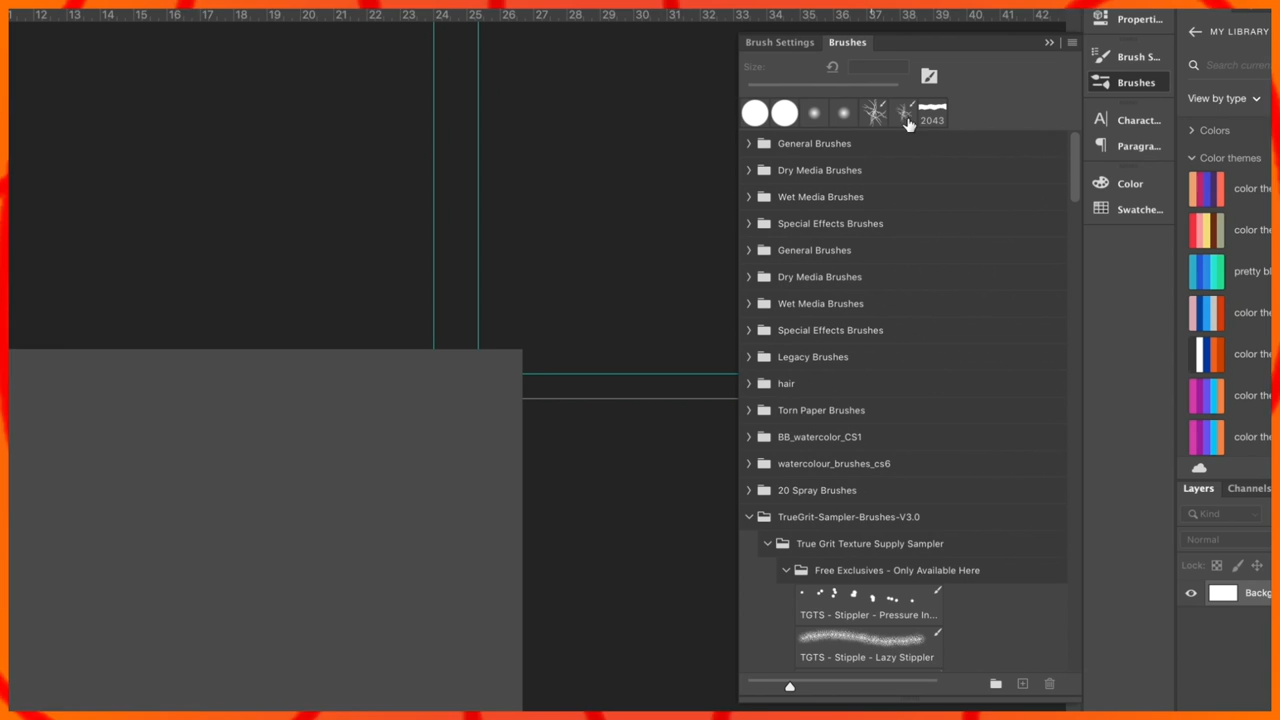 12 13 14 15 16 17 18 19 20 21 22 23 24 25 26 27 28 29 30 31 32 33 34 35 36 37 38 39 40 41 42
Brush Settings Brushes
Size:
2043
General Brushes
Dry Media Brushes
Wet Media Brushes
Special Effects Brushes
General Brushes
Dry Media Brushes
Wet Media Brushes
Special Effects Brushes
Legacy Brushes
hair
Torn Paper Brushes
BB_watercolor_CS1
watercolour_brushes_cs6
20 Spray Brushes
TrueGrit-Sampler-Brushes-V3.0
True Grit Texture Supply Sampler
Free Exclusives - Only Available Here
TGTS - Stippler - Pressure In...
TGTS - Stipple - Lazy Stippler
Properti...
Brush S...
Brushes
Charact...
Paragra...
Color
Swatche...
MY LIBRARY
Search current
View by type
Colors
Color themes
color the
color the
pretty bl
color the
color the
color the
color the
Layers Channels
Kind
Normal
Lock:
Backg